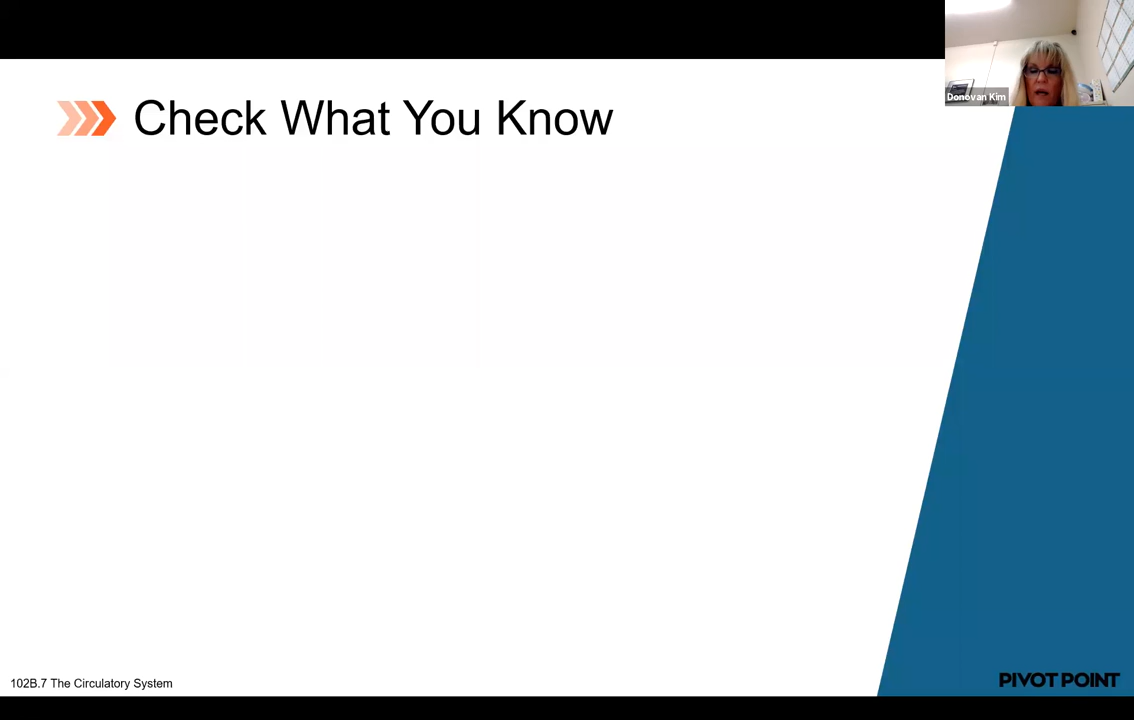 Donovan Kim
Check What You Know
102B.7 The Circulatory System
PIVOT POINT